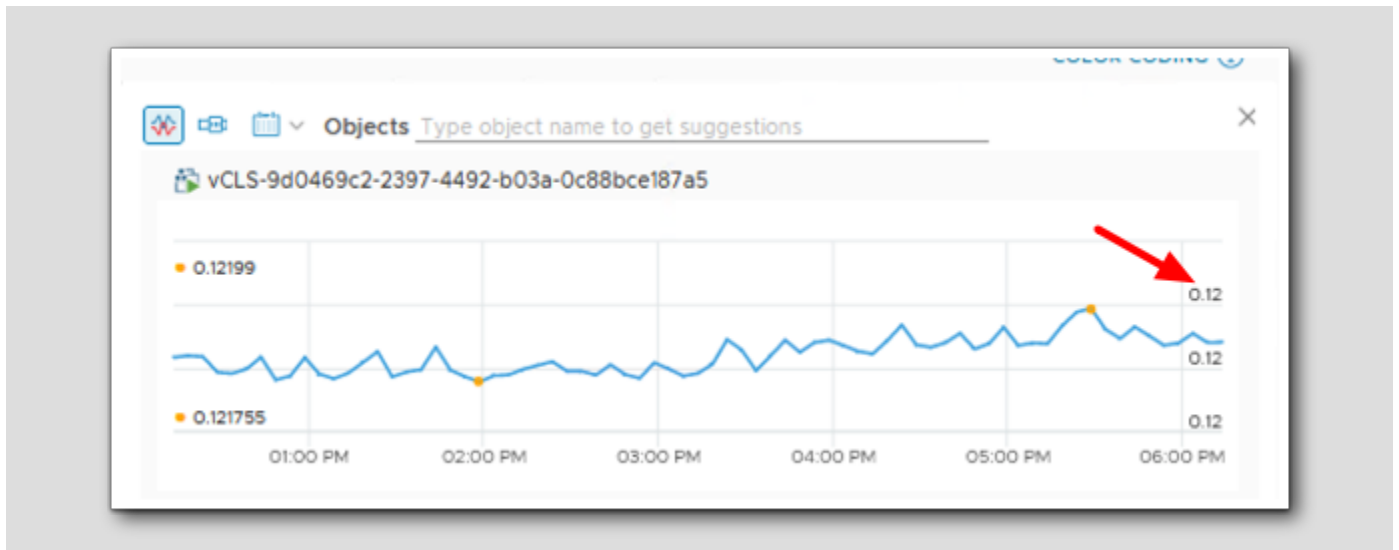 COLOR CODING
Objects Type object name to get suggestions
vCLS-9d0469c2-2397-4492-b03a-0c88bce187a5
0.12199
0.12
0.12
0.121755
0.12
01:00 PM 02:00 PM 03:00 PM 04:00 PM 05:00 PM 06:00 PM